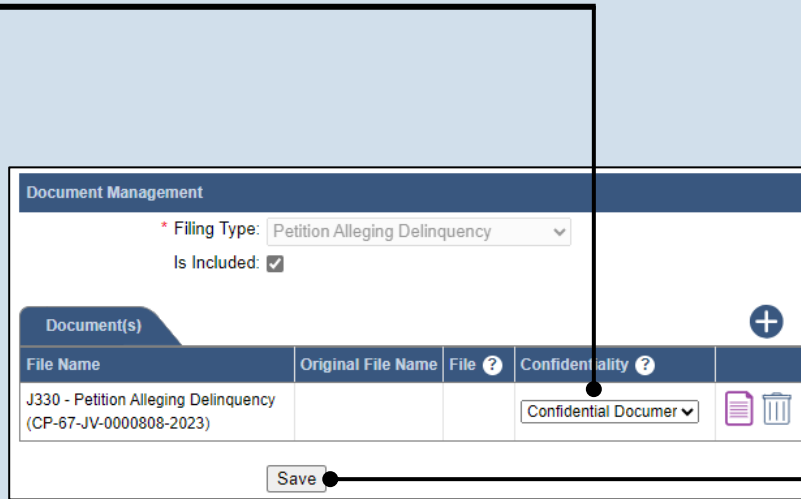 Document Management
* Filing Type: Petition Alleging Delinquency
Is Included:
Document(s)
File Name Original File Name File ? Confidentiality ?
J330 - Petition Alleging Delinquency
(CP-67-JV-0000808-2023)
Confidential Documer
Save